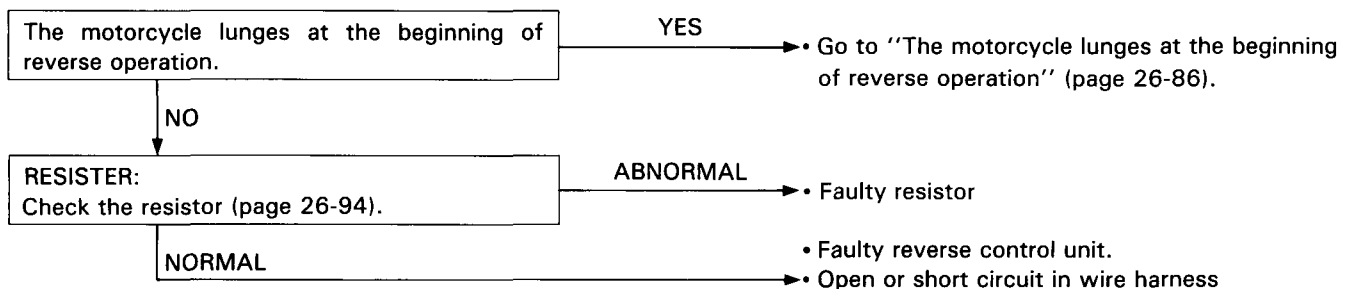 The motorcycle lunges at the beginning of
reverse operation.
YES
• Go to ''The motorcycle lunges at the beginning
of reverse operation'' (page 26-86).
NO
RESISTER:
Check the resistor (page 26-94).
ABNORMAL
• Faulty resistor
NORMAL
• Faulty reverse control unit.
• Open or short circuit in wire harness